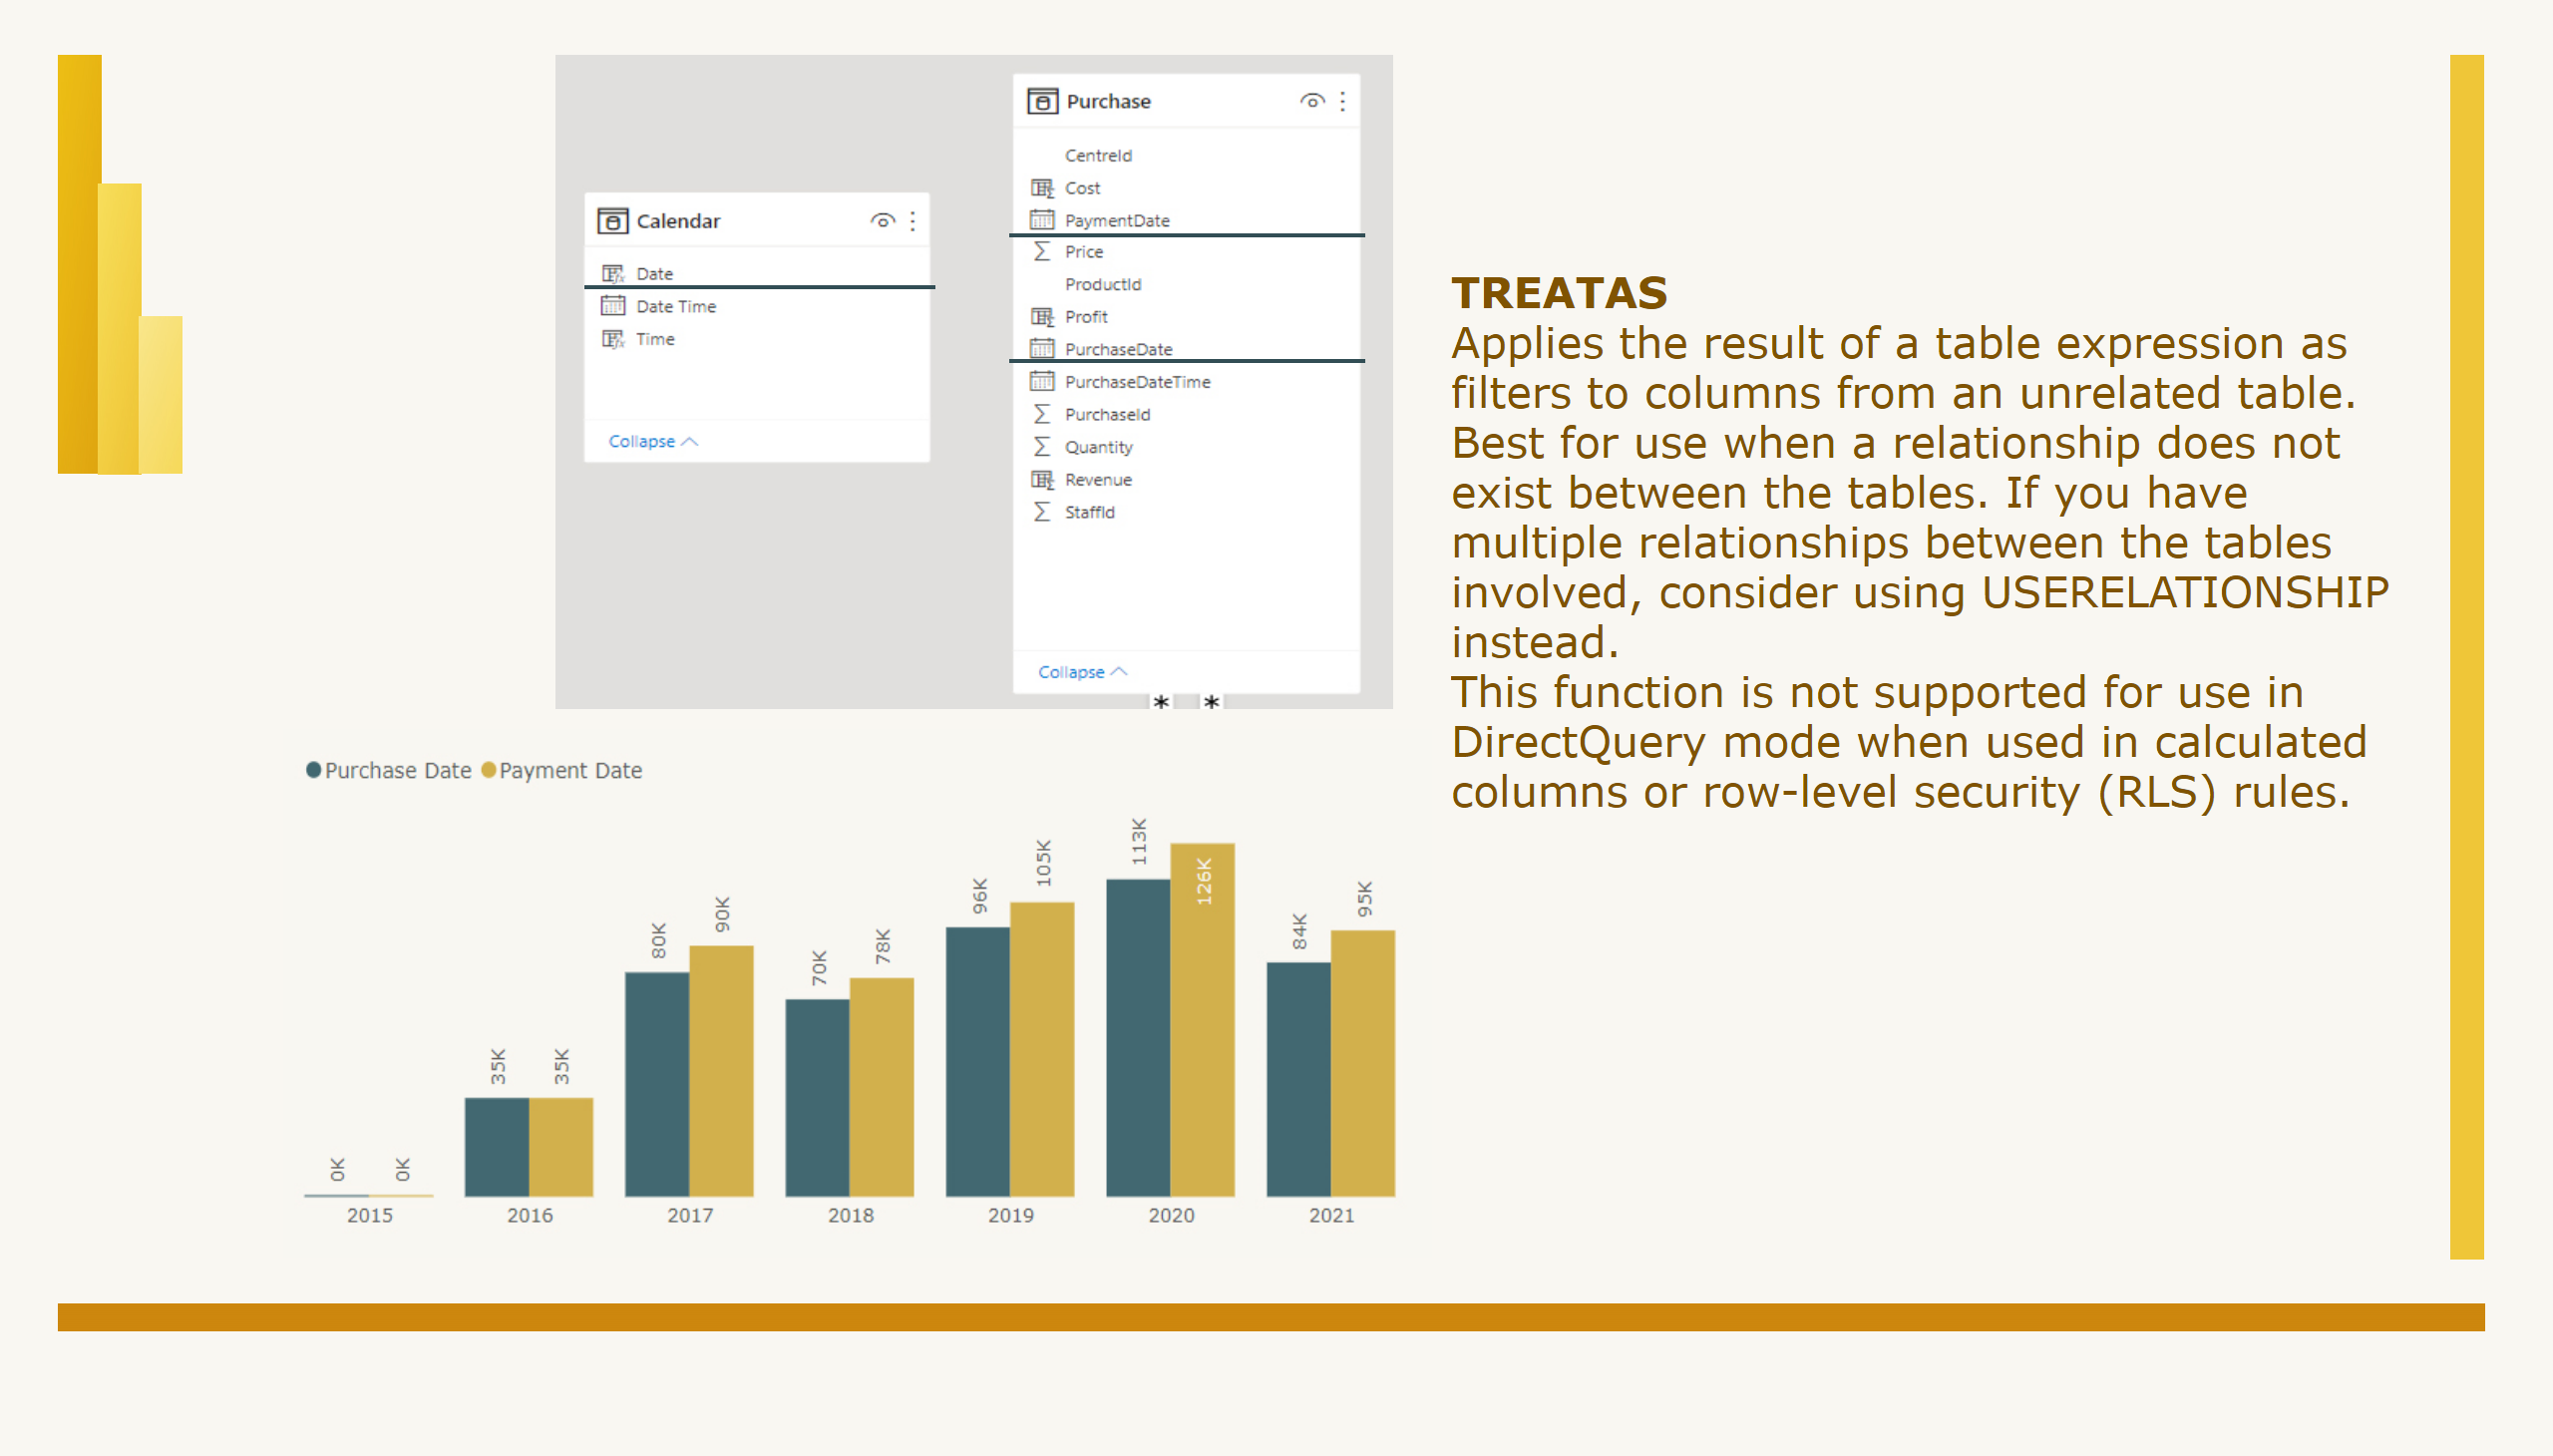 Purchase
CentreId
Cost
PaymentDate
Price
ProductId
Profit
PurchaseDate
PurchaseDateTime
PurchaseId
Quantity
Revenue
StaffId
Collapse
* *
Calendar
Date
Date Time
Time
Collapse
TREATAS
Applies the result of a table expression as
filters to columns from an unrelated table.
Best for use when a relationship does not
exist between the tables. If you have
multiple relationships between the tables
involved, consider using USERELATIONSHIP
instead.
This function is not supported for use in
DirectQuery mode when used in calculated
columns or row-level security (RLS) rules.
Purchase Date Payment Date
0K 0K
35K 35K
80K 90K
70K 78K
96K 105K
113K 126K
84K 95K
2015 2016 2017 2018 2019 2020 2021